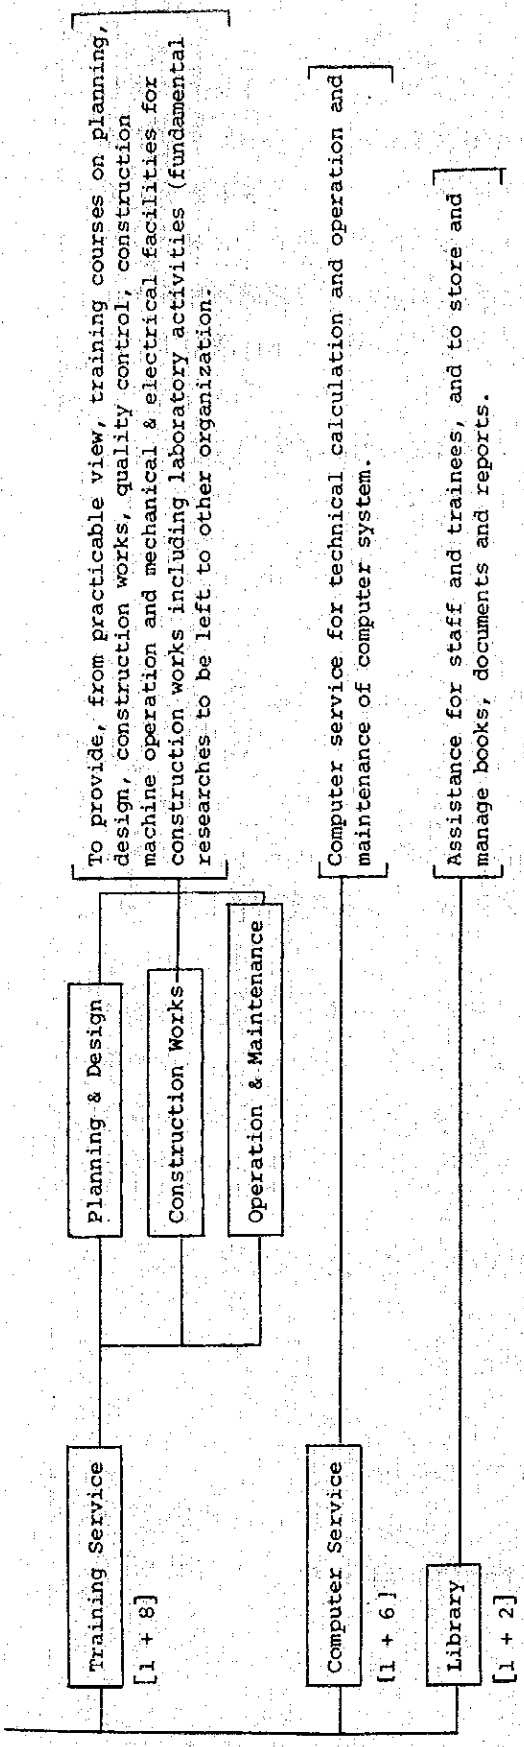 Training Service
[1 + 8]
Planning & Design
Construction Works
Operation & Maintenance
To provide, from practicable view, training courses on planning,
design, construction works, quality control, construction
machine operation and mechanical & electrical facilities for
construction works including laboratory activities (fundamental
researches to be left to other organization.
Computer Service
[1 + 6]
Computer service for technical calculation and operation and
maintenance of computer system.
Library
[1 + 2]
Assistance for staff and trainees, and to store and
manage books, documents and reports.